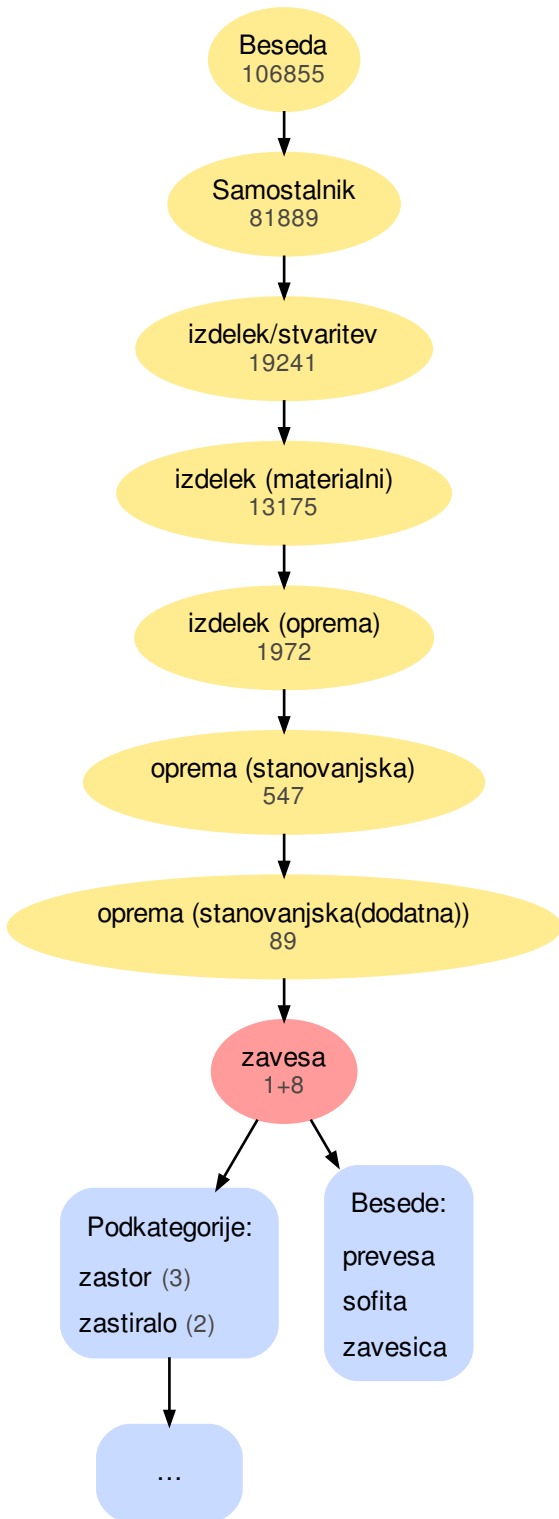 Beseda
106855
Samostalnik
81889
izdelek/stvaritev
19241
izdelek (materialni)
13175
izdelek (oprema)
1972
oprema (stanovanjska)
547
oprema (stanovanjska(dodatna))
89
zavesa
1+8
Podkategorije:
zastor (3)
zastiralo (2)
Besede:
prevesa
sofita
zavesica
...